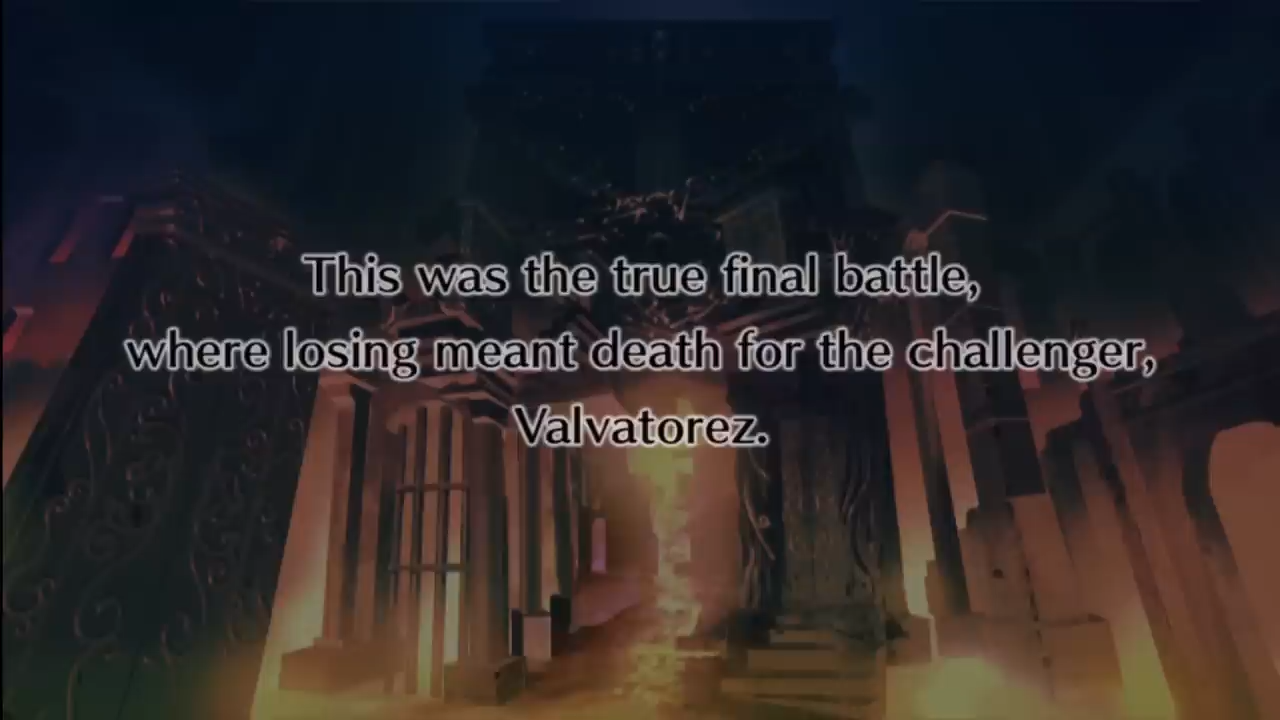 This was the true final battle,
where losing meant death for the challenger,
Valvatorez.